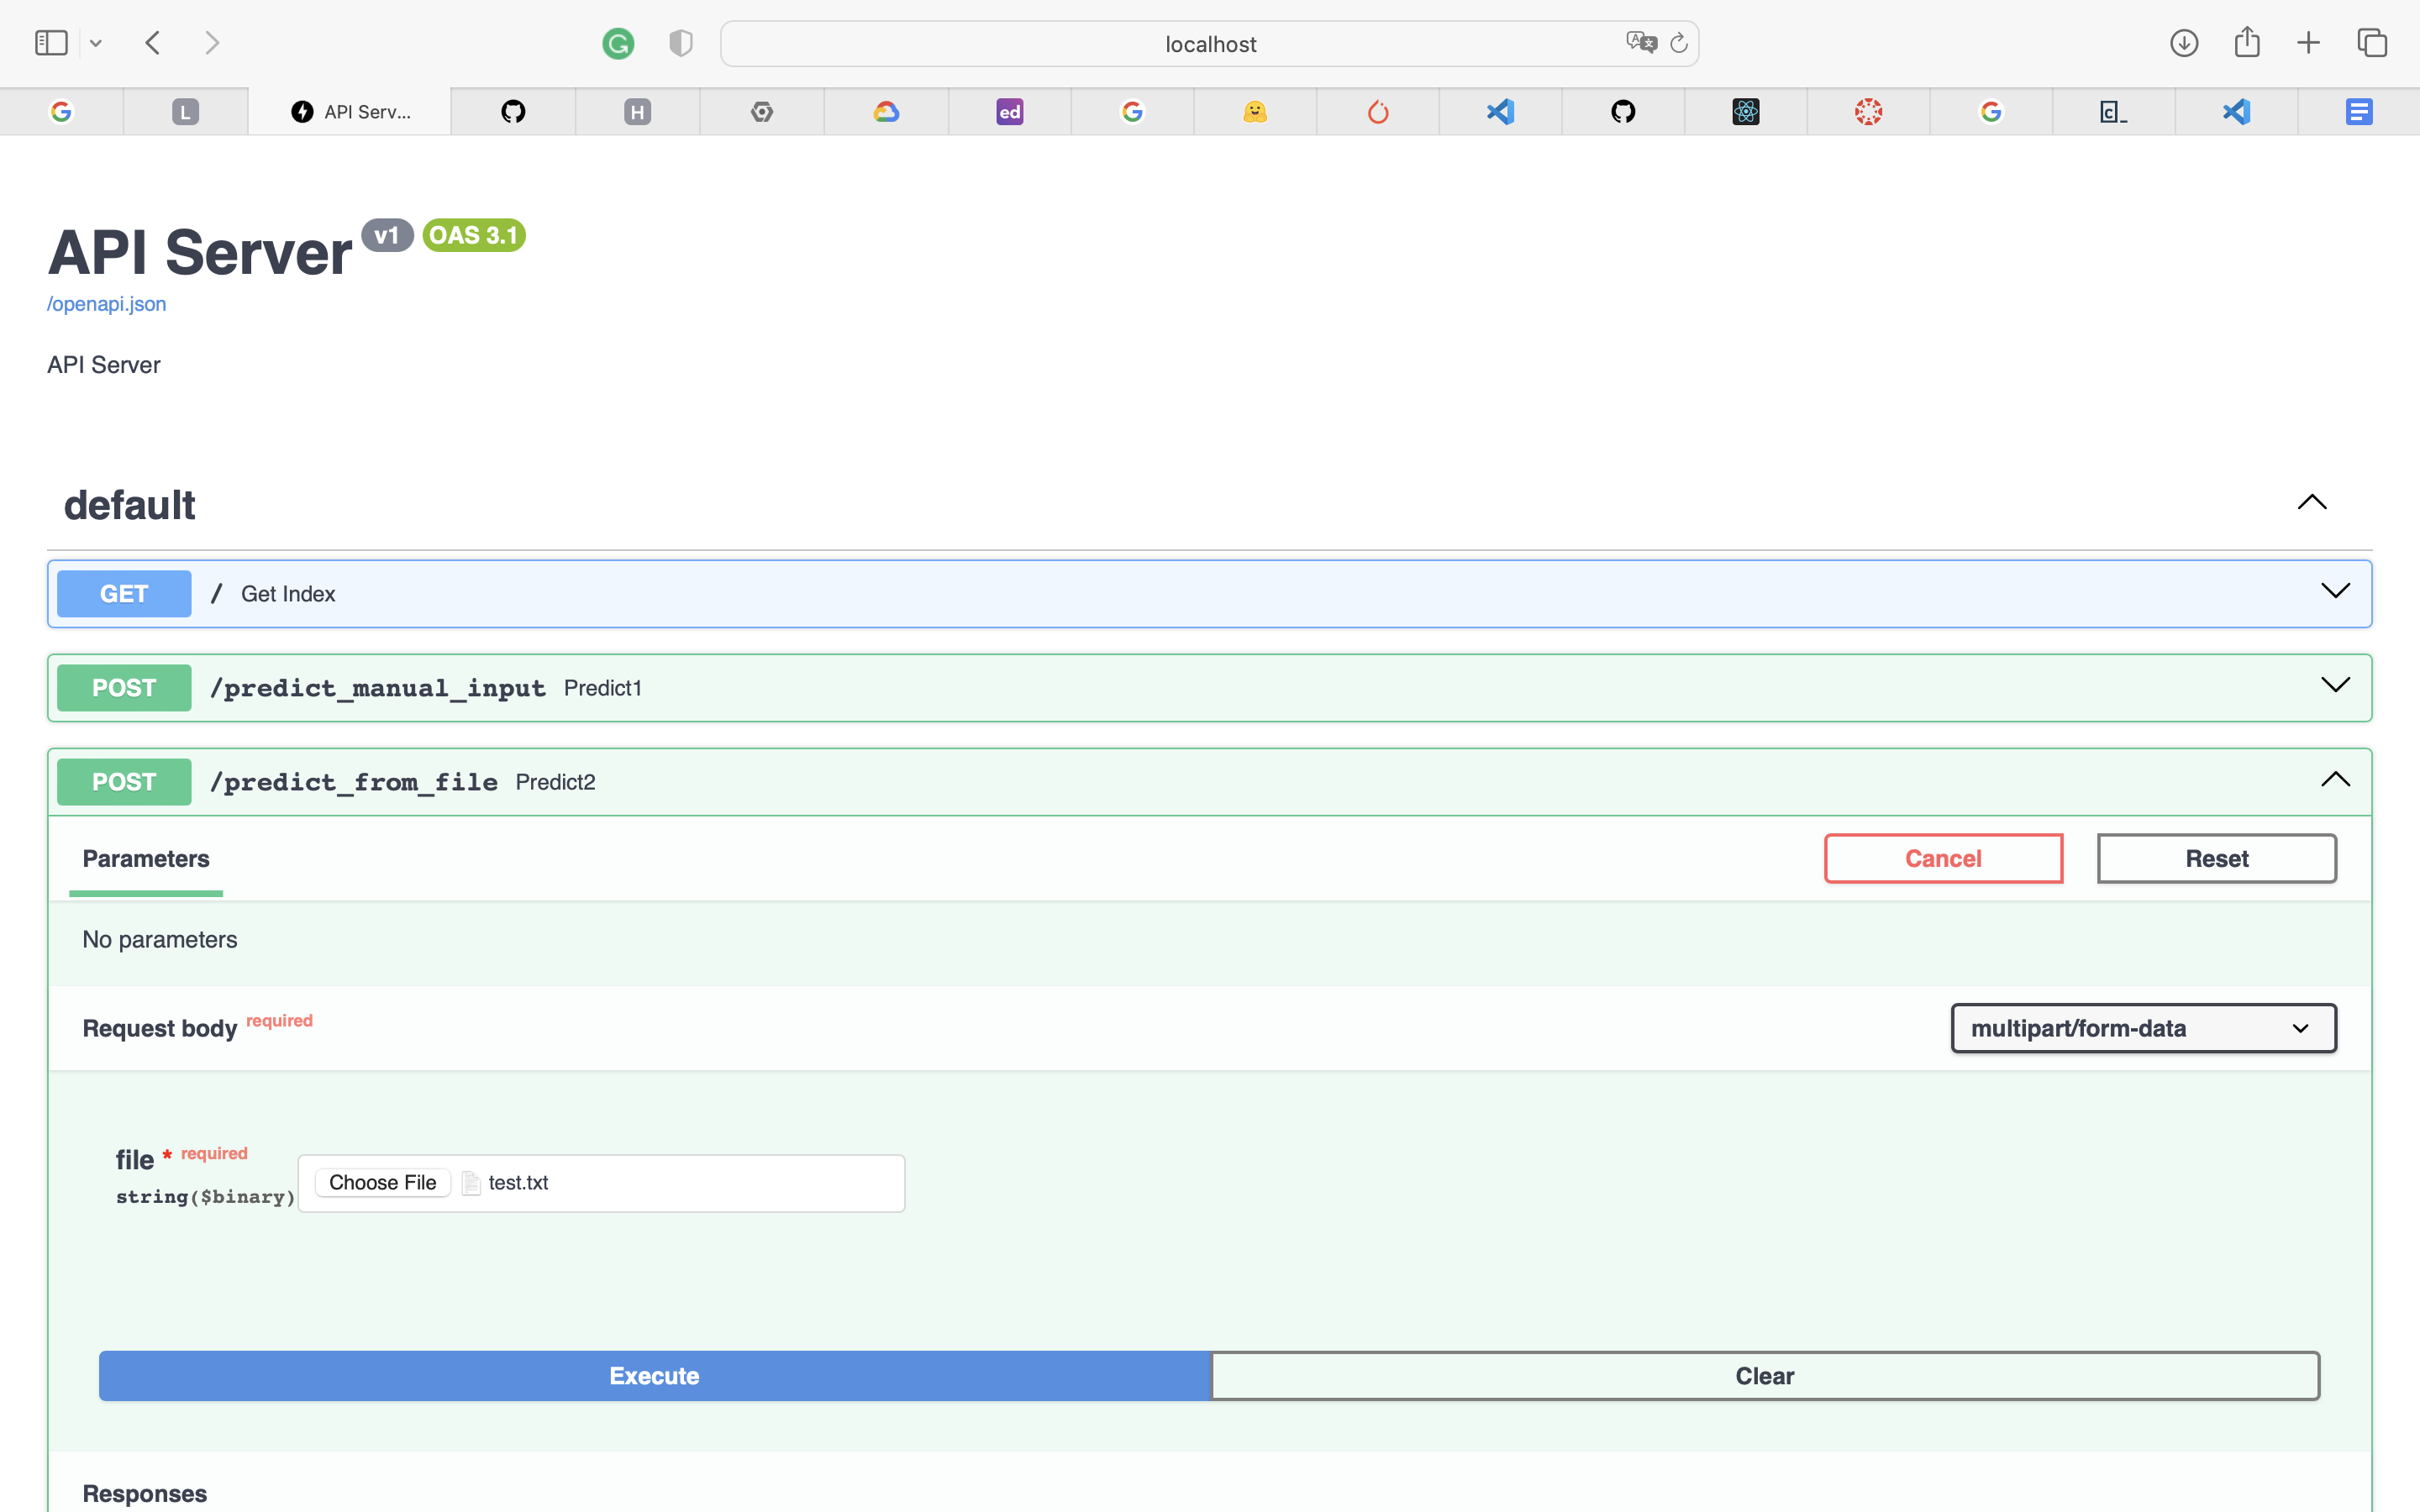 localhost
L
API Serv...
H
ed
c_
API Server v1 OAS 3.1
/openapi.json
API Server
default
GET / Get Index
POST /predict_manual_input Predict1
POST /predict_from_file Predict2
Parameters Cancel Reset
No parameters
Request body required multipart/form-data
file * required
string($binary) Choose File test.txt
Execute Clear
Responses